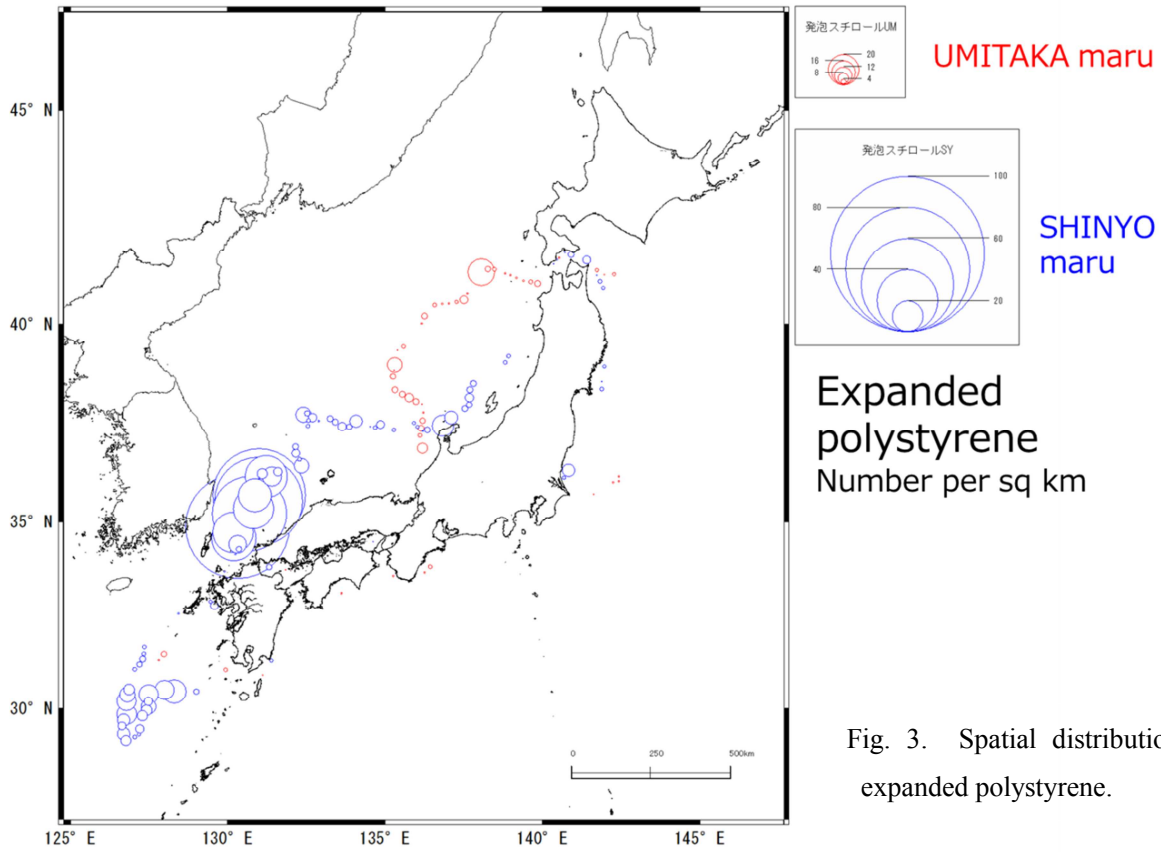 発泡スチロールUM
20
16
12
8
4
UMITAKA maru
発泡スチロールSY
100
80
60
40
20
SHINYO
maru
Expanded
polystyrene
Number per sq km
45° N
40° N
35° N
30° N
0 250 500km
125° E 130° E 135° E 140° E 145° E
Fig. 3. Spatial distributio
expanded polystyrene.